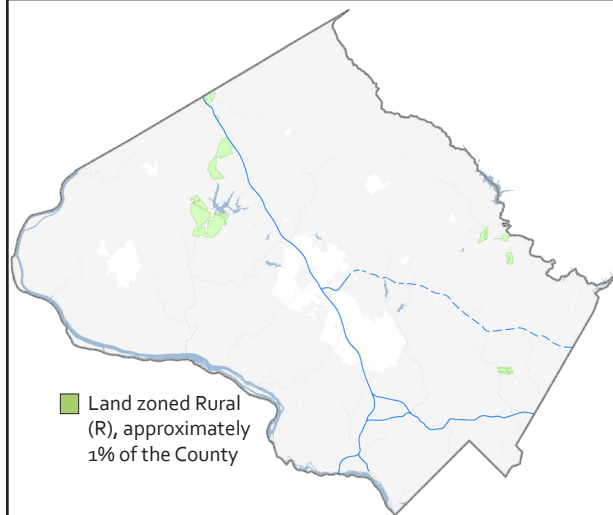 Land zoned Rural
(R), approximately
1% of the County